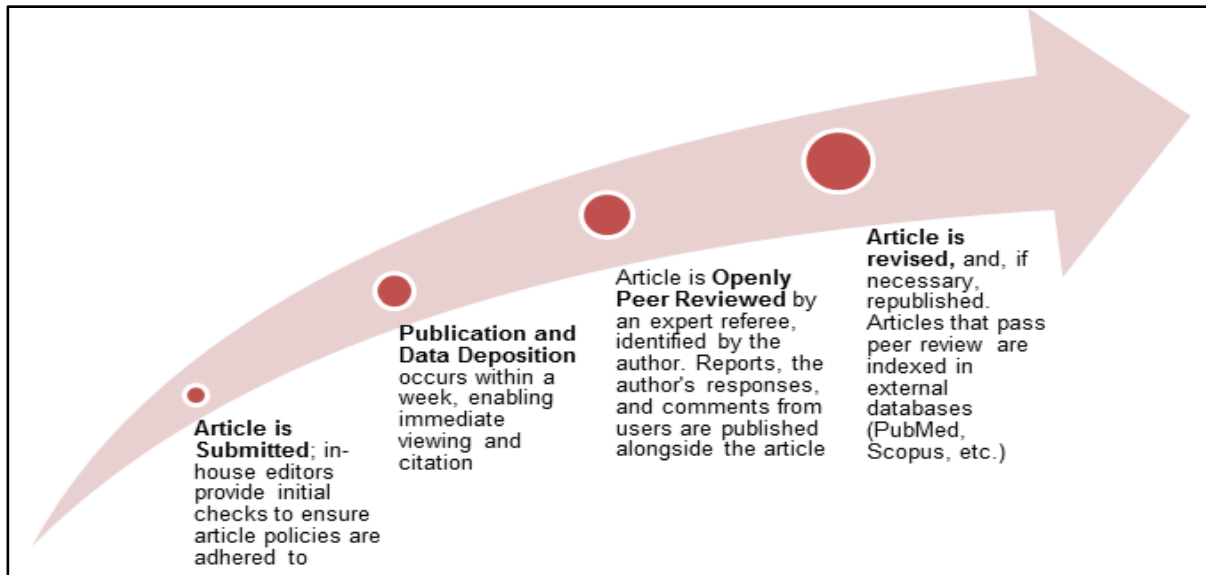 Article is
Submitted; in-
house editors
provide initial
checks to ensure
article policies are
adhered to
Publication and
Data Deposition
occurs within a
week, enabling
immediate
viewing and
citation
Article is Openly
Peer Reviewed by
an expert referee,
identified by the
author. Reports, the
author's responses,
and comments from
users are published
alongside the article
Article is
revised, and, if
necessary,
republished.
Articles that pass
peer review are
indexed in
external
databases
(PubMed,
Scopus, etc.)